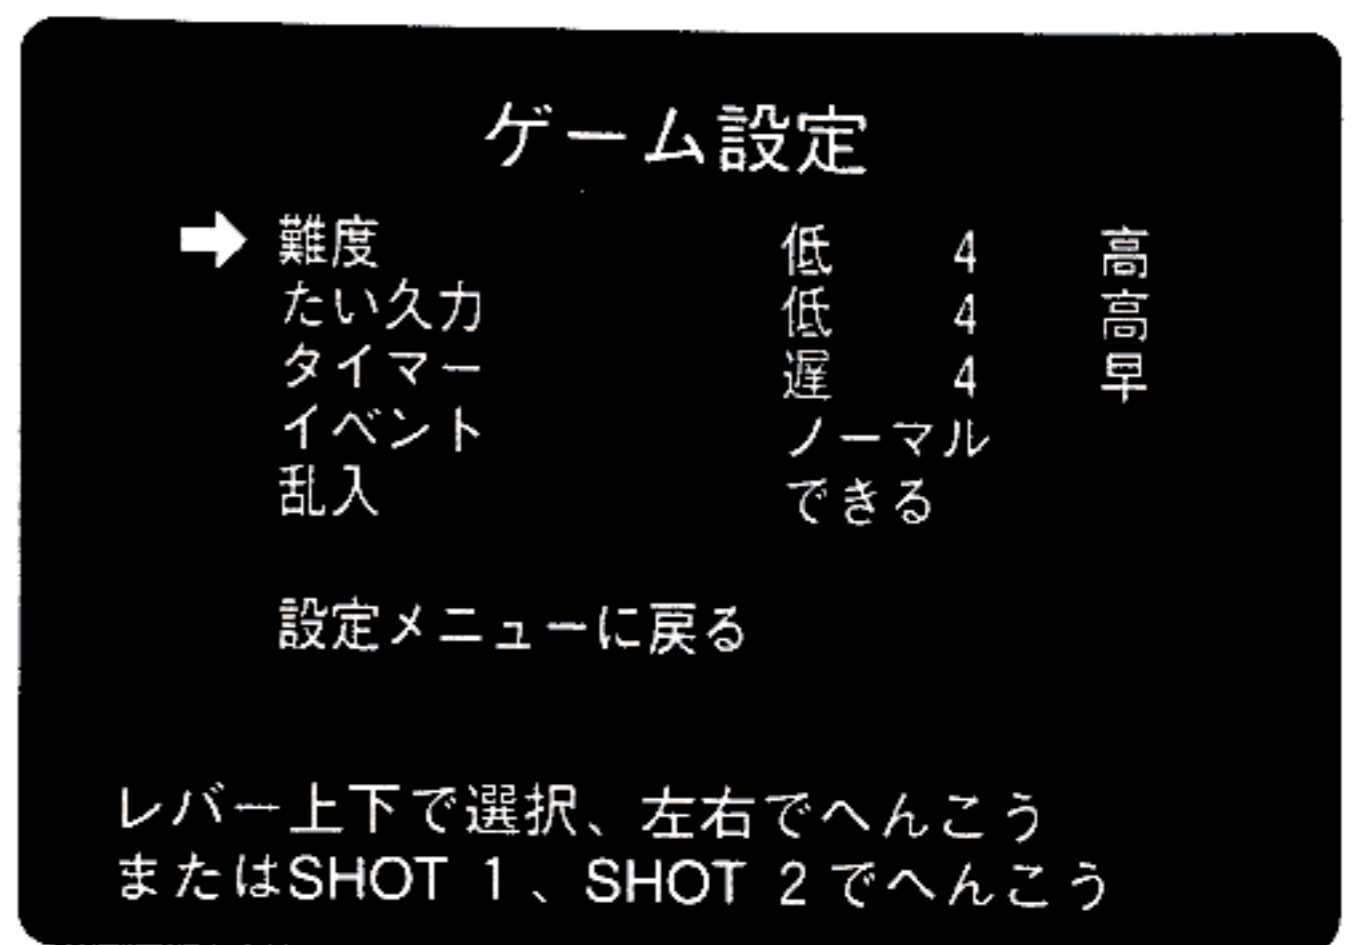 ゲーム設定
➡ 難度 低 4 高
たい久力 低 4 高
タイマー 遅 4 早
イベント ノーマル
乱入 できる
設定メニューに戻る
レバー上下で選択、左右でへんこう
またはSHOT 1、SHOT 2でへんこう